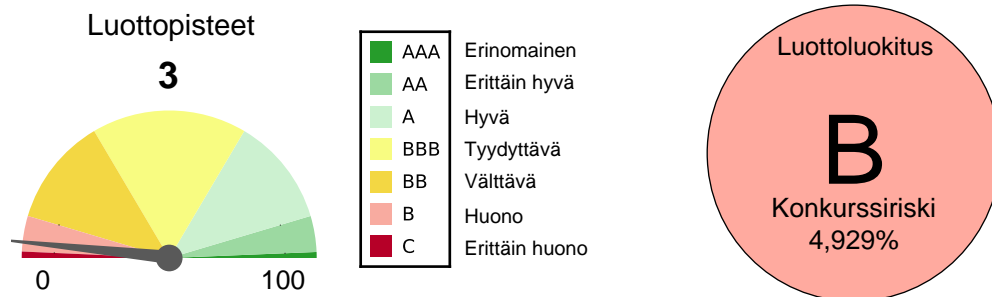 Luottopisteet
3
0
100
AAA Erinomainen
AA Erittäin hyvä
A Hyvä
BBB Tyydyttävä
BB Välttävä
B Huono
C Erittäin huono
Luottoluokitus
B
Konkurssiriski
4,929%